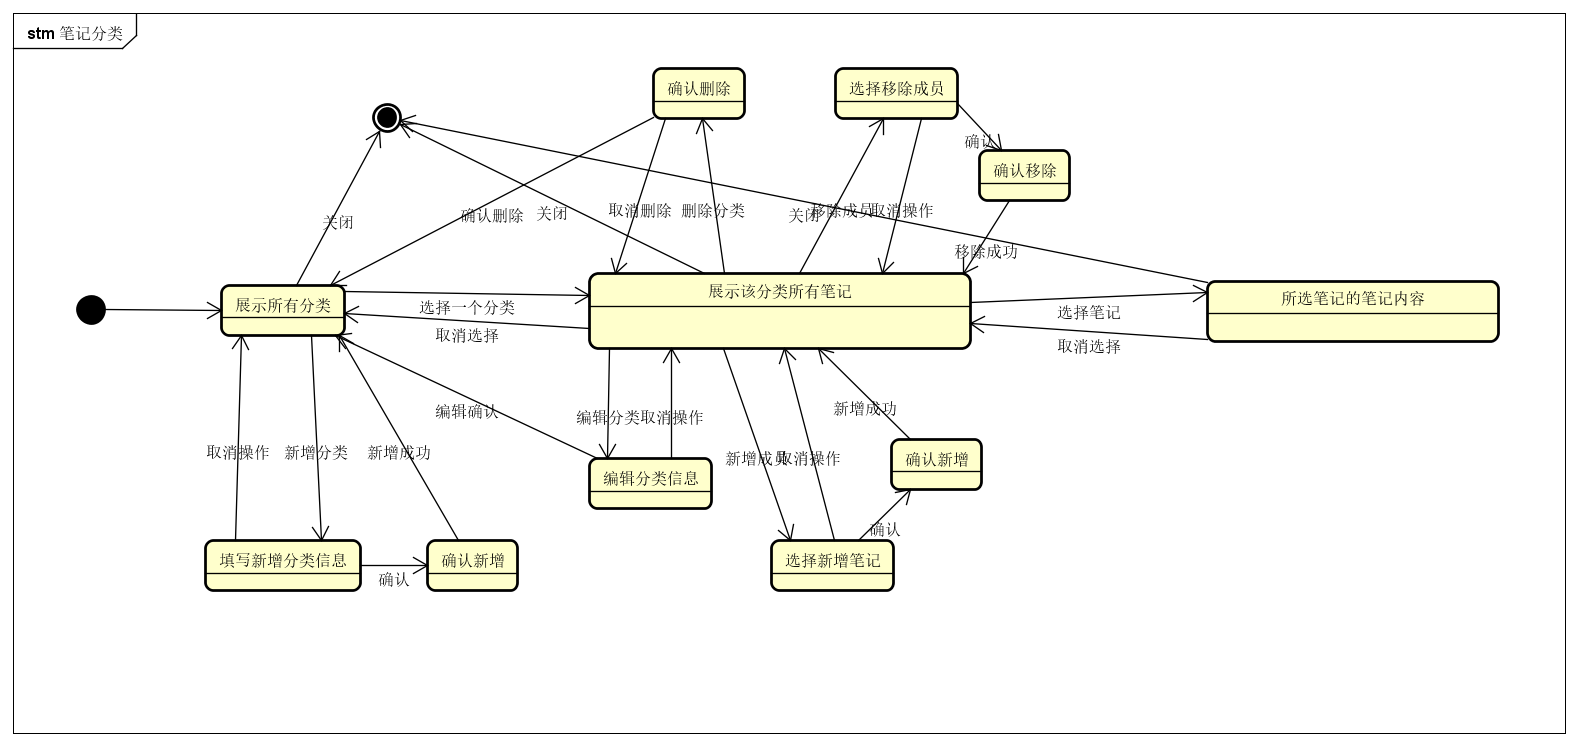 stm 笔记分类
确认删除
选择移除成员
确认
确认移除
关闭
确认删除
关闭
取消删除
删除分类
关闭
移除成员
取消操作
移除成功
展示所有分类
选择一个分类
取消选择
展示该分类所有笔记
选择笔记
取消选择
所选笔记的笔记内容
编辑确认
编辑分类
取消操作
新增成功
取消操作
新增分类
新增成功
新增成员
取消操作
确认新增
编辑分类信息
确认
填写新增分类信息
确认
确认新增
选择新增笔记